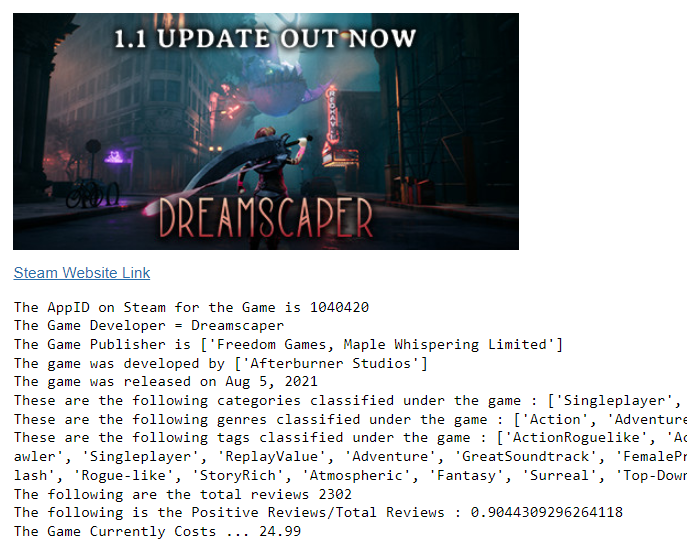 1.1 UPDATE OUT NOW
REDHAVEN
DREAMSCAPER
Steam Website Link
The AppID on Steam for the Game is 1040420
The Game Developer = Dreamscaper
The Game Publisher is ['Freedom Games, Maple Whispering Limited']
The game was developed by ['Afterburner Studios']
The game was released on Aug 5, 2021
These are the following categories classified under the game : ['Singleplayer',
These are the following genres classified under the game : ['Action', 'Adventure
These are the following tags classified under the game : ['ActionRoguelike', 'Ac
awler', 'Singleplayer', 'ReplayValue', 'Adventure', 'GreatSoundtrack', 'FemalePr
lash', 'Rogue-like', 'StoryRich', 'Atmospheric', 'Fantasy', 'Surreal', 'Top-Down
The following are the total reviews 2302
The following is the Positive Reviews/Total Reviews : 0.9044309296264118
The Game Currently Costs ... 24.99